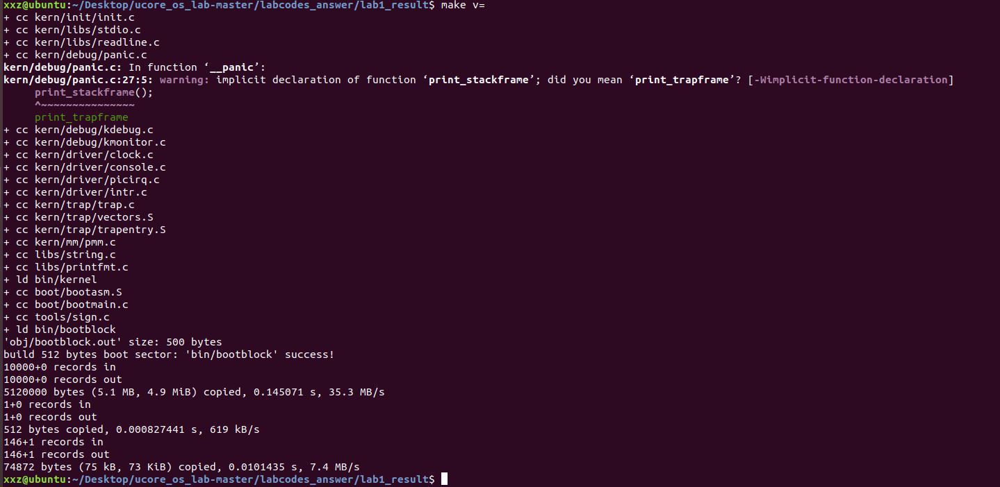 xxz@ubuntu:~/Desktop/ucore_os_lab-master/labcodes_answer/lab1_result$ make v=
+ cc kern/init/init.c
+ cc kern/libs/stdio.c
+ cc kern/libs/readline.c
+ cc kern/debug/panic.c
kern/debug/panic.c: In function ‘__panic’:
kern/debug/panic.c:27:5: warning: implicit declaration of function ‘print_stackframe’; did you mean ‘print_trapframe’? [-Wimplicit-function-declaration]
     print_stackframe();
     ^~~~~~~~~~~~~~~~
     print_trapframe
+ cc kern/debug/kdebug.c
+ cc kern/debug/kmonitor.c
+ cc kern/driver/clock.c
+ cc kern/driver/console.c
+ cc kern/driver/picirq.c
+ cc kern/driver/intr.c
+ cc kern/trap/trap.c
+ cc kern/trap/vectors.S
+ cc kern/trap/trapentry.S
+ cc kern/mm/pmm.c
+ cc libs/string.c
+ cc libs/printfmt.c
+ ld bin/kernel
+ cc boot/bootasm.S
+ cc boot/bootmain.c
+ cc tools/sign.c
+ ld bin/bootblock
'obj/bootblock.out' size: 500 bytes
build 512 bytes boot sector: 'bin/bootblock' success!
10000+0 records in
10000+0 records out
5120000 bytes (5.1 MB, 4.9 MiB) copied, 0.145071 s, 35.3 MB/s
1+0 records in
1+0 records out
512 bytes copied, 0.000827441 s, 619 kB/s
146+1 records in
146+1 records out
74872 bytes (75 kB, 73 KiB) copied, 0.0101435 s, 7.4 MB/s
xxz@ubuntu:~/Desktop/ucore_os_lab-master/labcodes_answer/lab1_result$